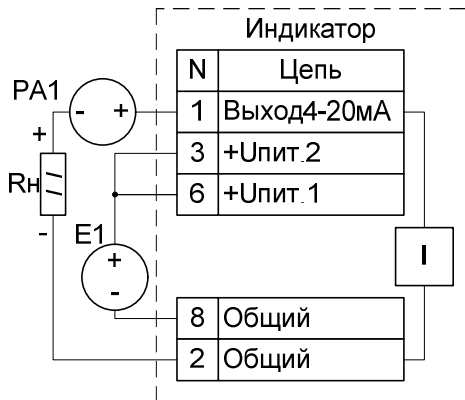 Индикатор
N Цепь
PA1
- +
1 Выход4-20мА
+
3 +Uпит.2
Rн
6 +Uпит.1
-
E1
+
-
I
8 Общий
2 Общий